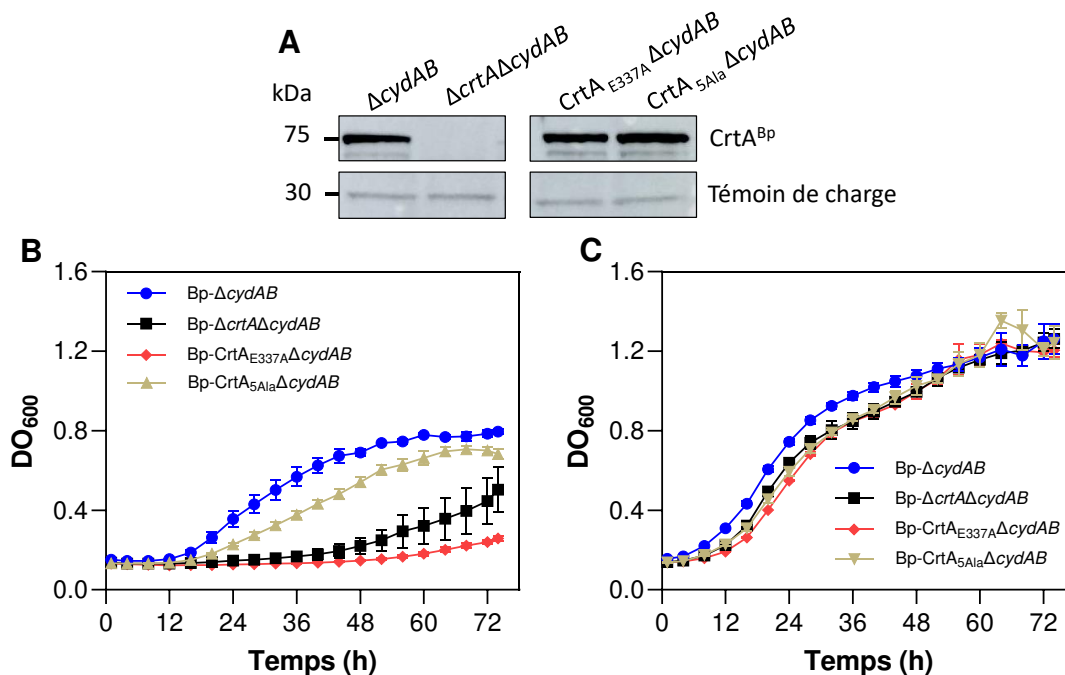 A
kDa
ΔcydAB
ΔcrtAΔcydAB
CrtA E337A ΔcydAB
CrtA 5Ala ΔcydAB
75
CrtA^Bp
30
Témoin de charge
B
DO600
1.6
1.2
0.8
0.4
0.0
Bp-ΔcydAB
Bp-ΔcrtAΔcydAB
Bp-CrtAE337AΔcydAB
Bp-CrtA5AlaΔcydAB
0 12 24 36 48 60 72
Temps (h)
C
DO600
1.6
1.2
0.8
0.4
0.0
Bp-ΔcydAB
Bp-ΔcrtAΔcydAB
Bp-CrtAE337AΔcydAB
Bp-CrtA5AlaΔcydAB
0 12 24 36 48 60 72
Temps (h)